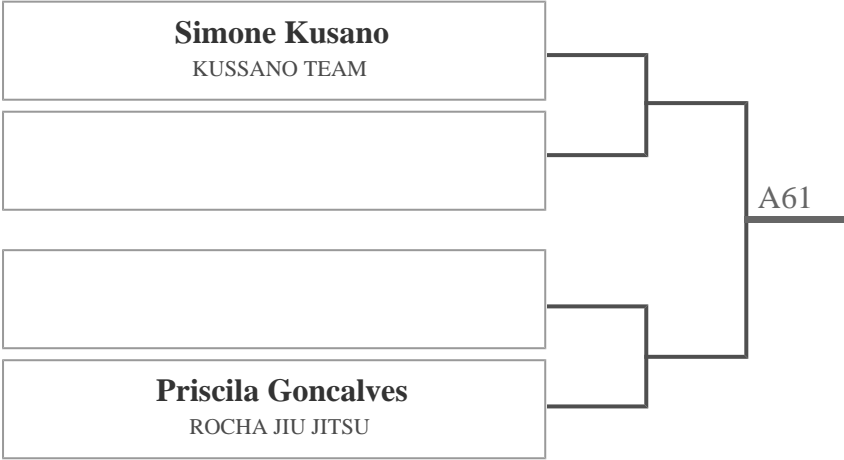 Simone Kusano
KUSSANO TEAM
A61
Priscila Goncalves
ROCHA JIU JITSU